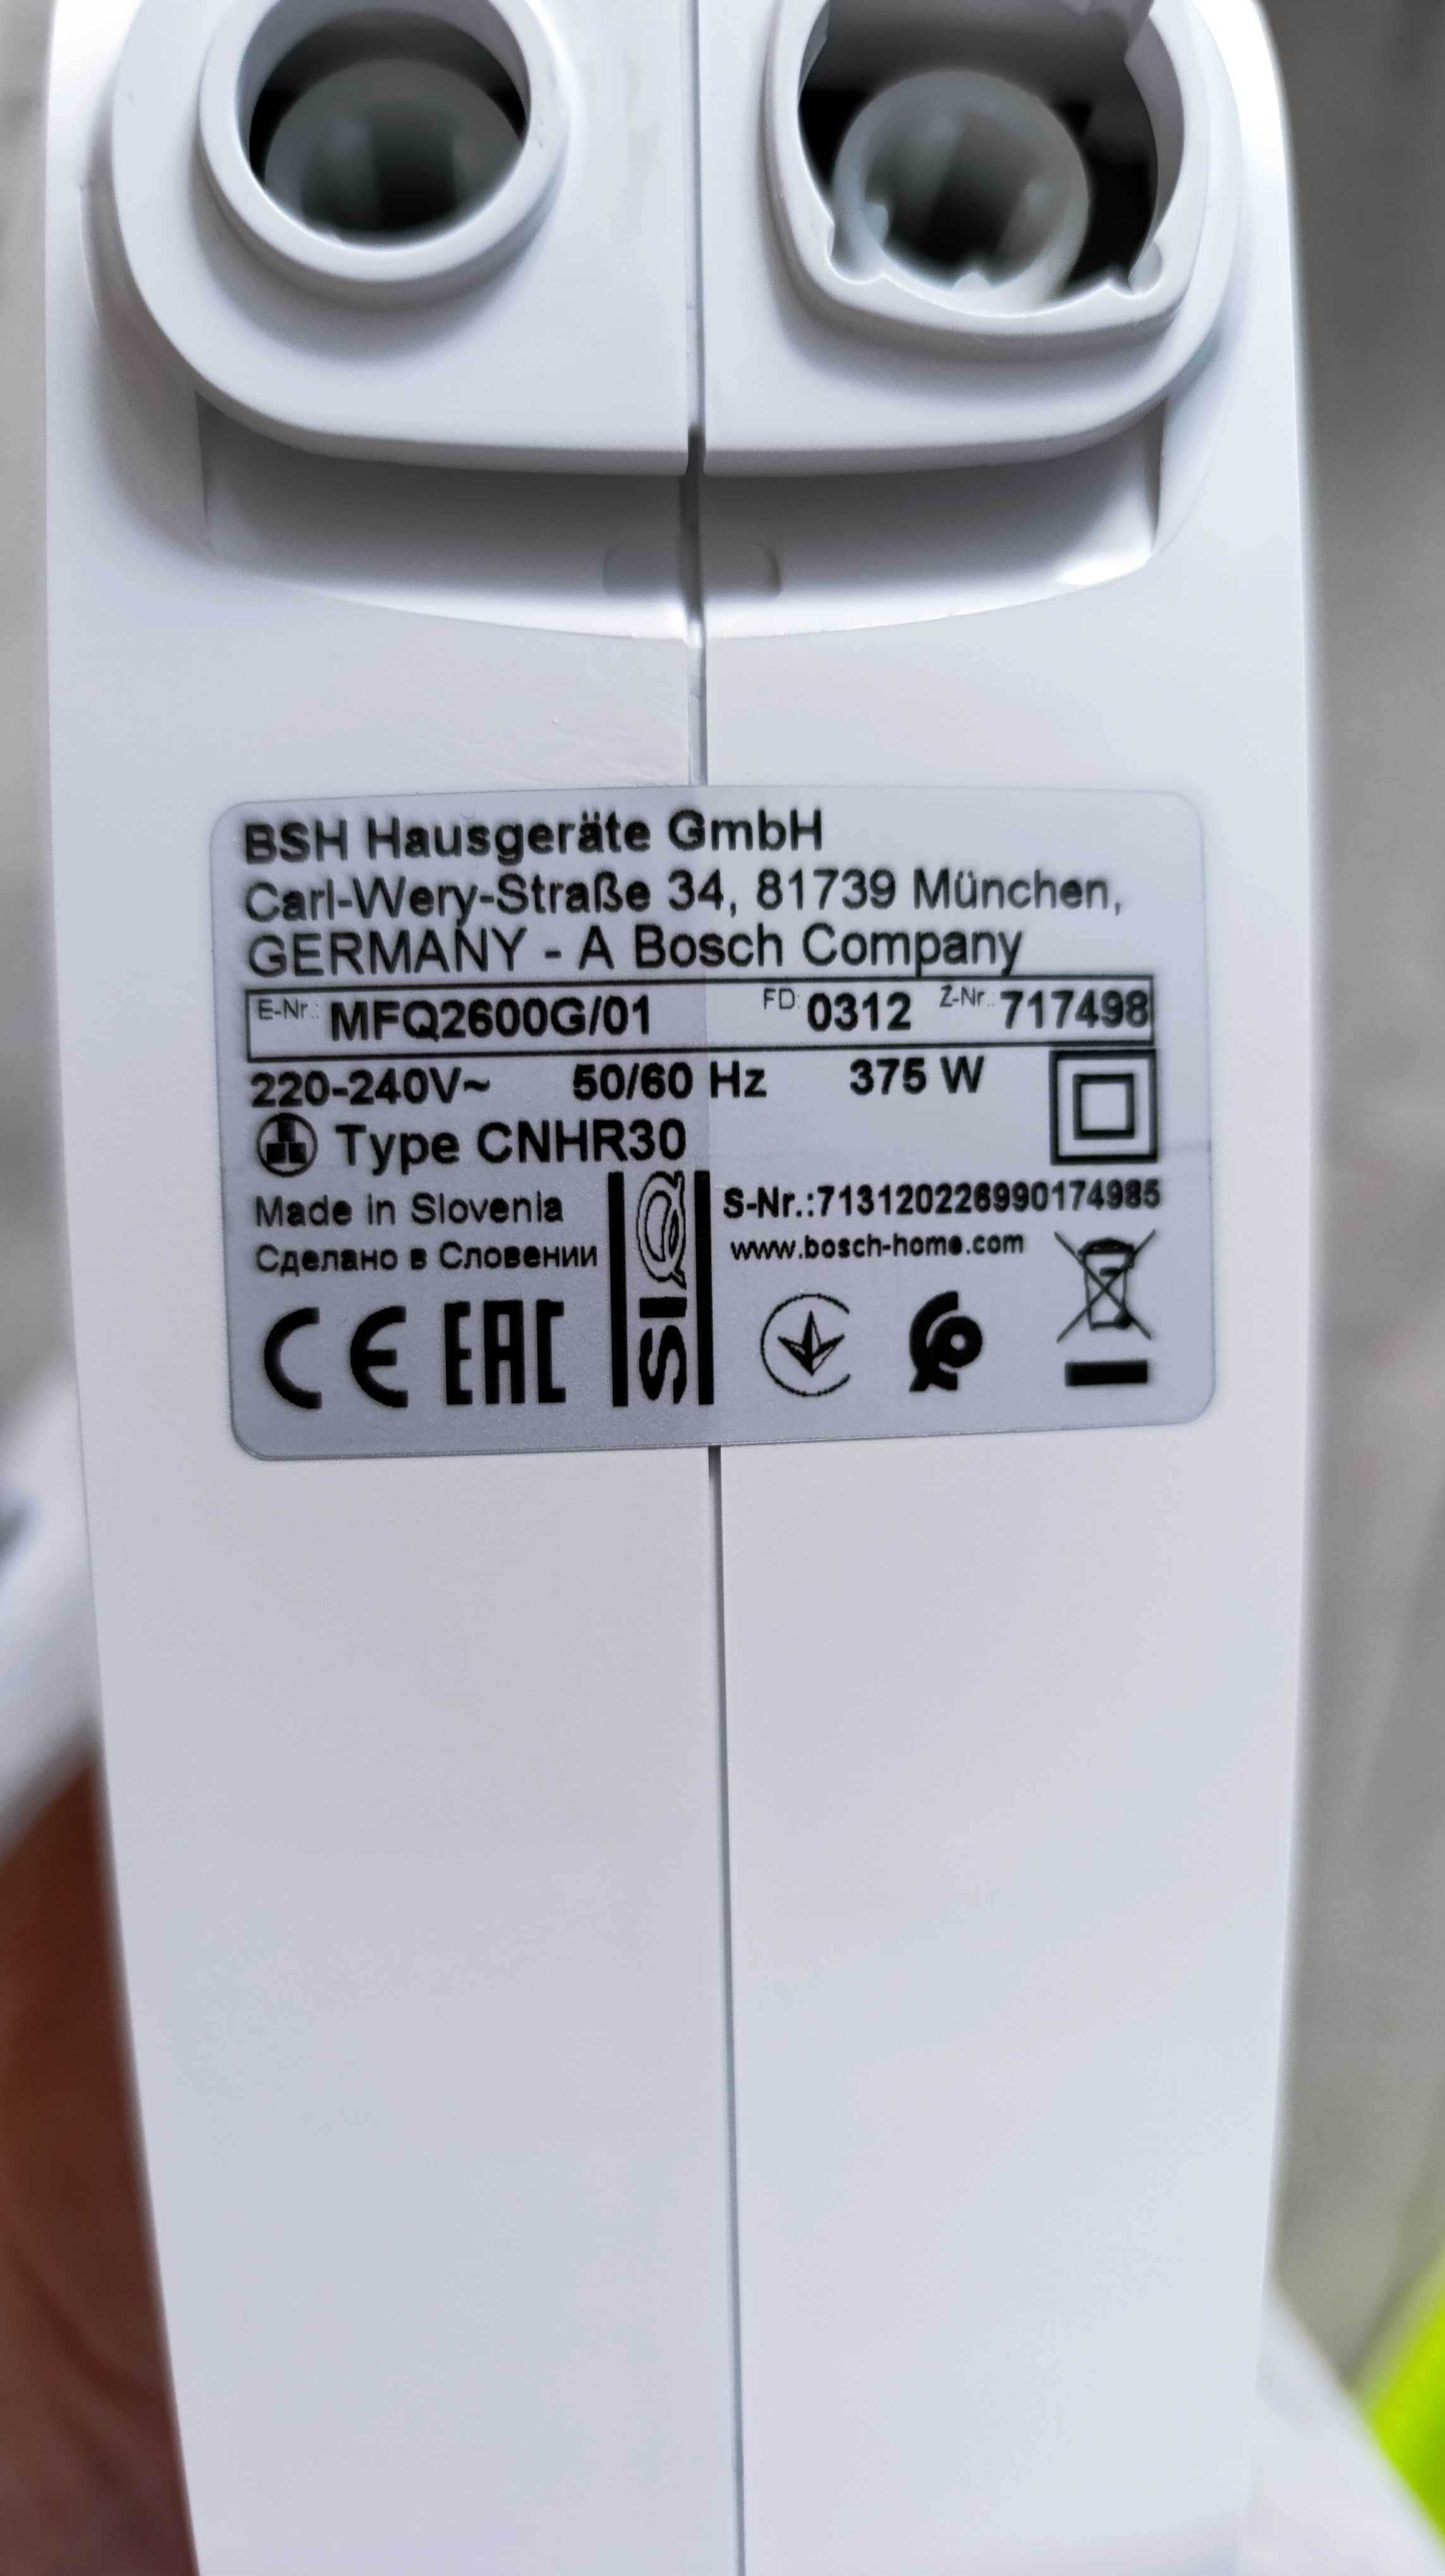 BSH Hausgeräte GmbH
Carl-Wery-Straße 34, 81739 München,
GERMANY - A Bosch Company
E-Nr.: MFQ2600G/01 FD: 0312 Z-Nr.: 717498
220-240V~ 50/60 Hz 375 W
Type CNHR30
Made in Slovenia
Сделано в Словении
S-Nr.:713120226990174985
www.bosch-home.com
CE EAC SIQ